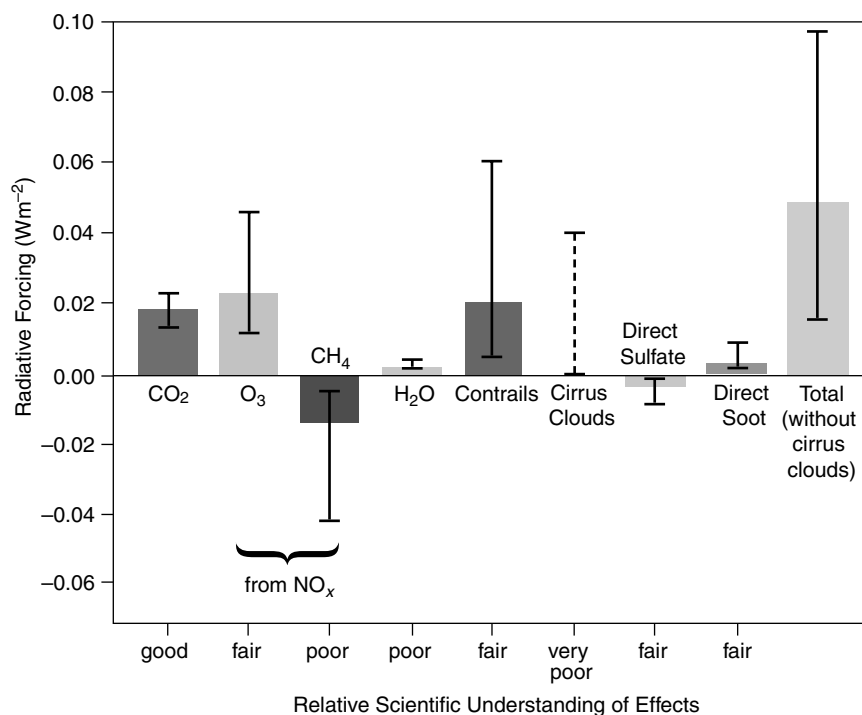 0.10
0.08
0.06
0.04
0.02
0.00
−0.02
−0.04
−0.06
Radiative Forcing (Wm−2)
CO2
O3
CH4
H2O
Contrails
Cirrus
Clouds
Direct
Sulfate
Direct
Soot
Total
(without
cirrus
clouds)
from NOx
good
fair
poor
poor
fair
very
poor
fair
fair
Relative Scientific Understanding of Effects